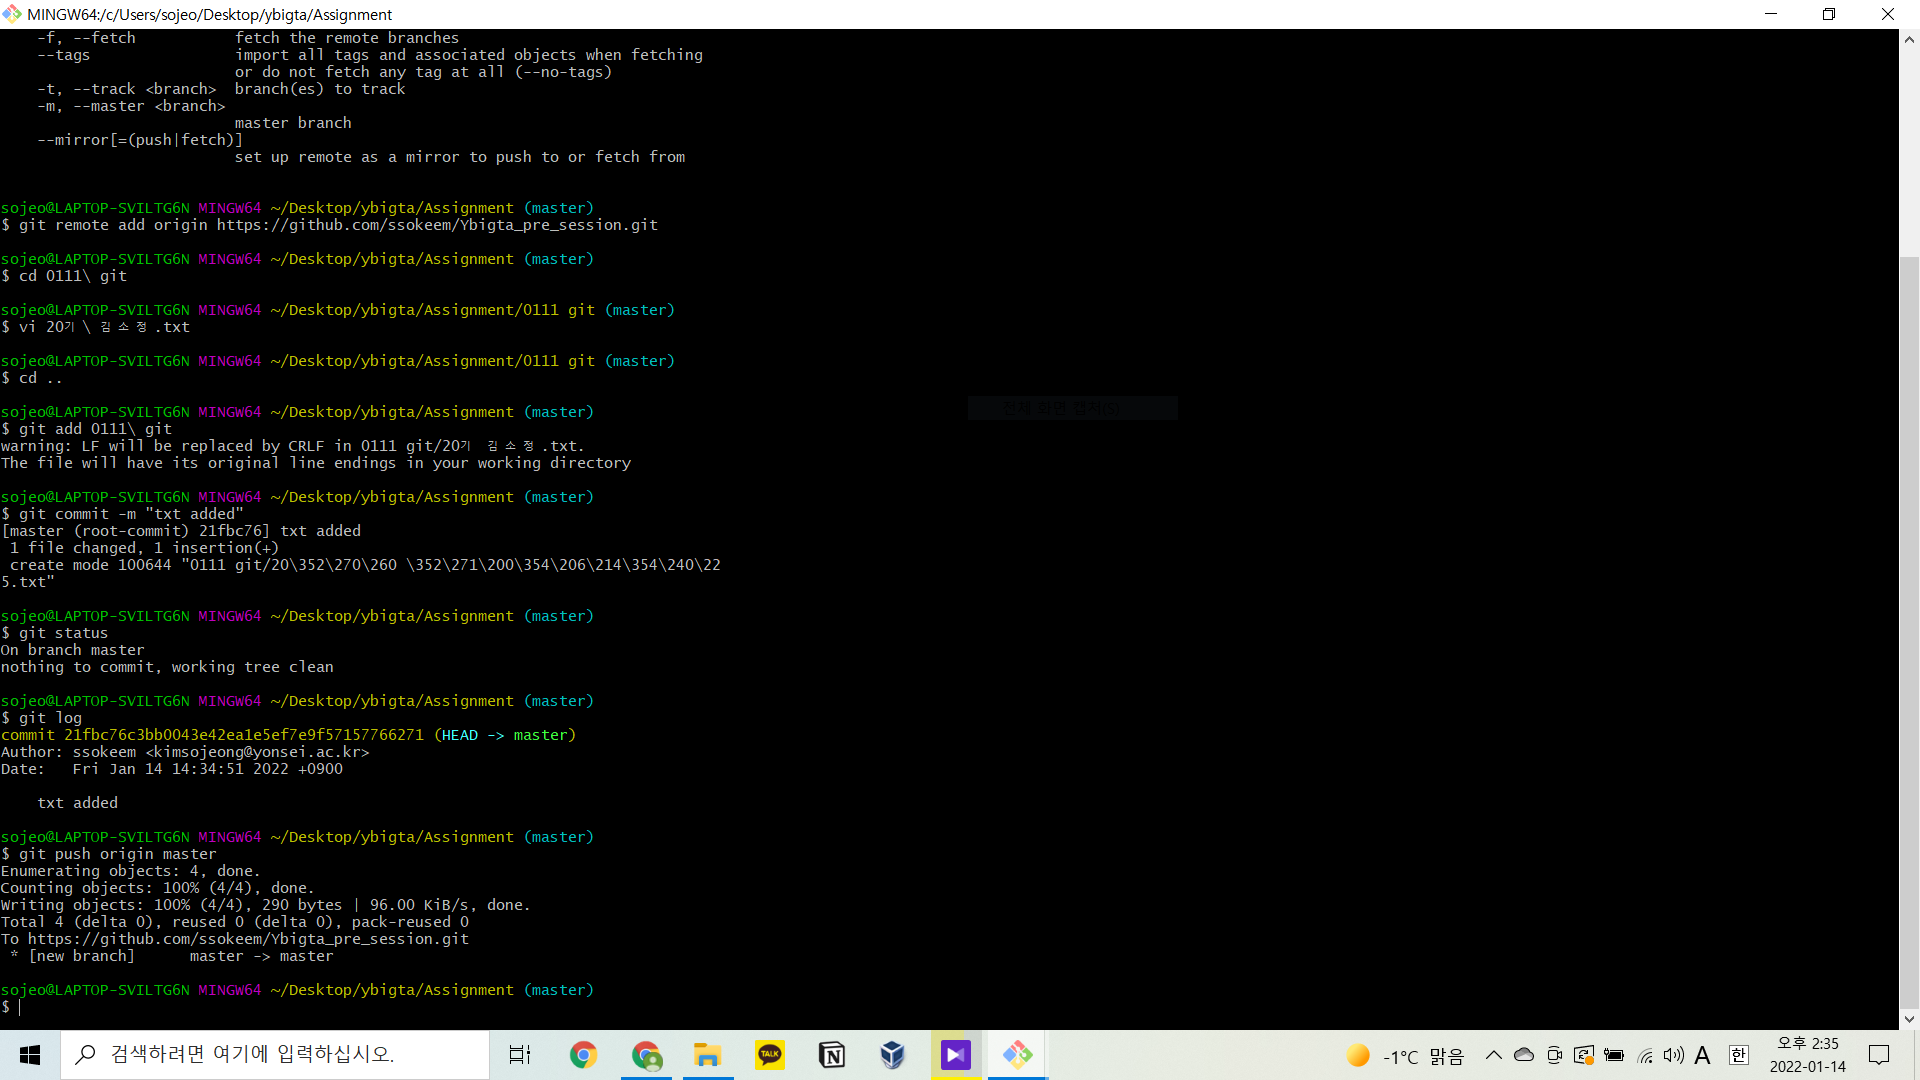 MINGW64:/c/Users/sojeo/Desktop/ybigta/Assignment
-f, --fetch           fetch the remote branches
--tags                import all tags and associated objects when fetching
or do not fetch any tag at all (--no-tags)
-t, --track <branch>  branch(es) to track
-m, --master <branch>
master branch
--mirror[=(push|fetch)]
set up remote as a mirror to push to or fetch from
sojeo@LAPTOP-SVILTG6N MINGW64 ~/Desktop/ybigta/Assignment (master)
$ git remote add origin https://github.com/ssokeem/Ybigta_pre_session.git
sojeo@LAPTOP-SVILTG6N MINGW64 ~/Desktop/ybigta/Assignment (master)
$ cd 0111\ git
sojeo@LAPTOP-SVILTG6N MINGW64 ~/Desktop/ybigta/Assignment/0111 git (master)
$ vi 20기\ 김소정.txt
sojeo@LAPTOP-SVILTG6N MINGW64 ~/Desktop/ybigta/Assignment/0111 git (master)
$ cd ..
전체 화면 캡처(S)
sojeo@LAPTOP-SVILTG6N MINGW64 ~/Desktop/ybigta/Assignment (master)
$ git add 0111\ git
warning: LF will be replaced by CRLF in 0111 git/20기 김소정.txt.
The file will have its original line endings in your working directory
sojeo@LAPTOP-SVILTG6N MINGW64 ~/Desktop/ybigta/Assignment (master)
$ git commit -m "txt added"
[master (root-commit) 21fbc76] txt added
1 file changed, 1 insertion(+)
create mode 100644 "0111 git/20\352\270\260 \352\271\200\354\206\214\354\240\22
5.txt"
sojeo@LAPTOP-SVILTG6N MINGW64 ~/Desktop/ybigta/Assignment (master)
$ git status
On branch master
nothing to commit, working tree clean
sojeo@LAPTOP-SVILTG6N MINGW64 ~/Desktop/ybigta/Assignment (master)
$ git log
commit 21fbc76c3bb0043e42ea1e5ef7e9f57157766271 (HEAD -> master)
Author: ssokeem <kimsojeong@yonsei.ac.kr>
Date:   Fri Jan 14 14:34:51 2022 +0900
txt added
sojeo@LAPTOP-SVILTG6N MINGW64 ~/Desktop/ybigta/Assignment (master)
$ git push origin master
Enumerating objects: 4, done.
Counting objects: 100% (4/4), done.
Writing objects: 100% (4/4), 290 bytes | 96.00 KiB/s, done.
Total 4 (delta 0), reused 0 (delta 0), pack-reused 0
To https://github.com/ssokeem/Ybigta_pre_session.git
* [new branch]      master -> master
sojeo@LAPTOP-SVILTG6N MINGW64 ~/Desktop/ybigta/Assignment (master)
$
검색하려면 여기에 입력하십시오.
TALK
N
-1°C 맑음
A
한
오후 2:35
2022-01-14